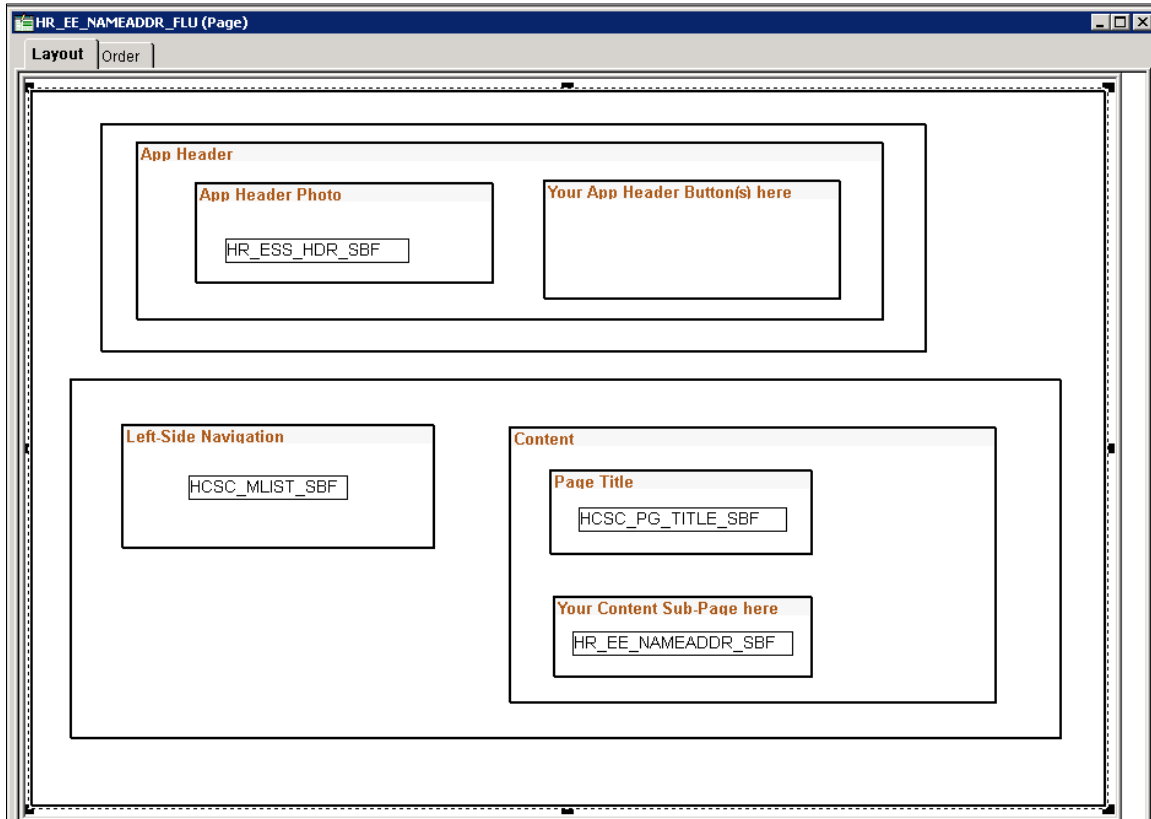 HR_EE_NAMEADDR_FLU (Page)
Layout Order
App Header
App Header Photo
Your App Header Button(s) here
HR_ESS_HDR_SBF
Left-Side Navigation
HCSC_MLIST_SBF
Content
Page Title
HCSC_PG_TITLE_SBF
Your Content Sub-Page here
HR_EE_NAMEADDR_SBF